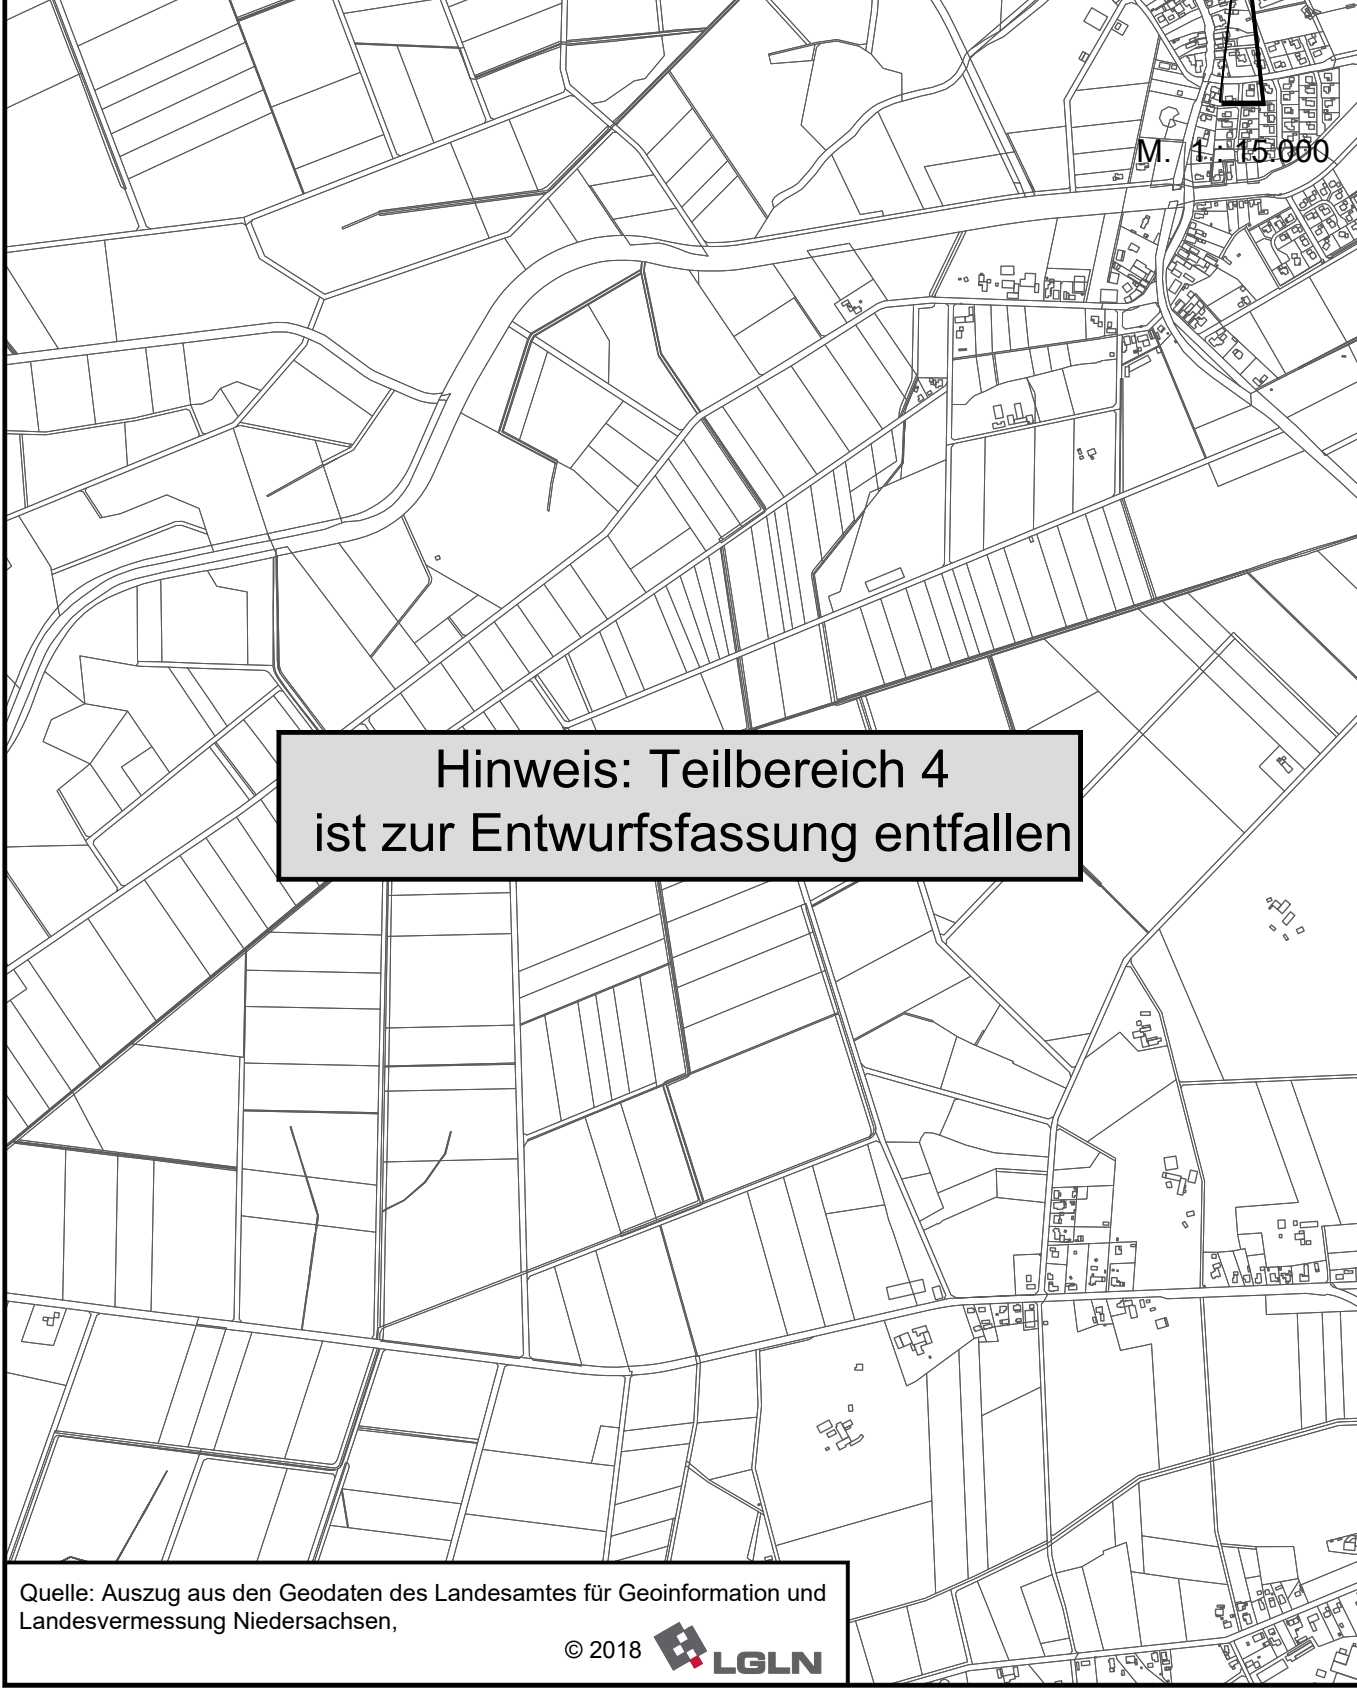 M. 1 : 15.000
Hinweis: Teilbereich 4
ist zur Entwurfsfassung entfallen
Quelle: Auszug aus den Geodaten des Landesamtes für Geoinformation und
Landesvermessung Niedersachsen,
© 2018 LGLN